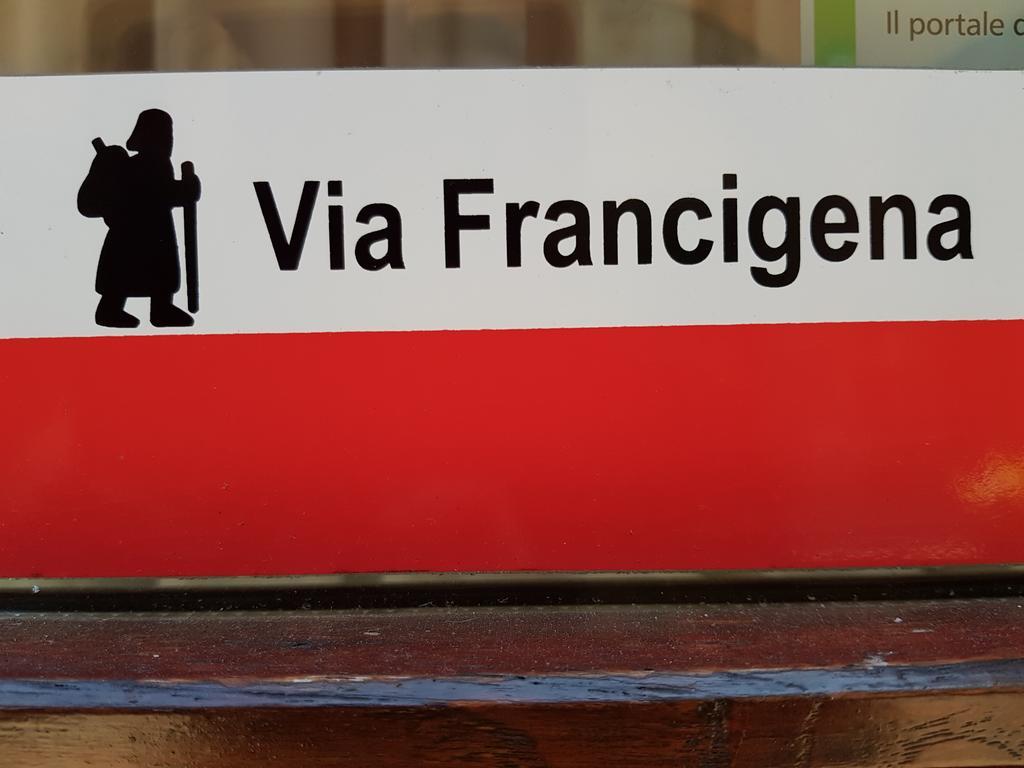 Il portale
Via Francigena